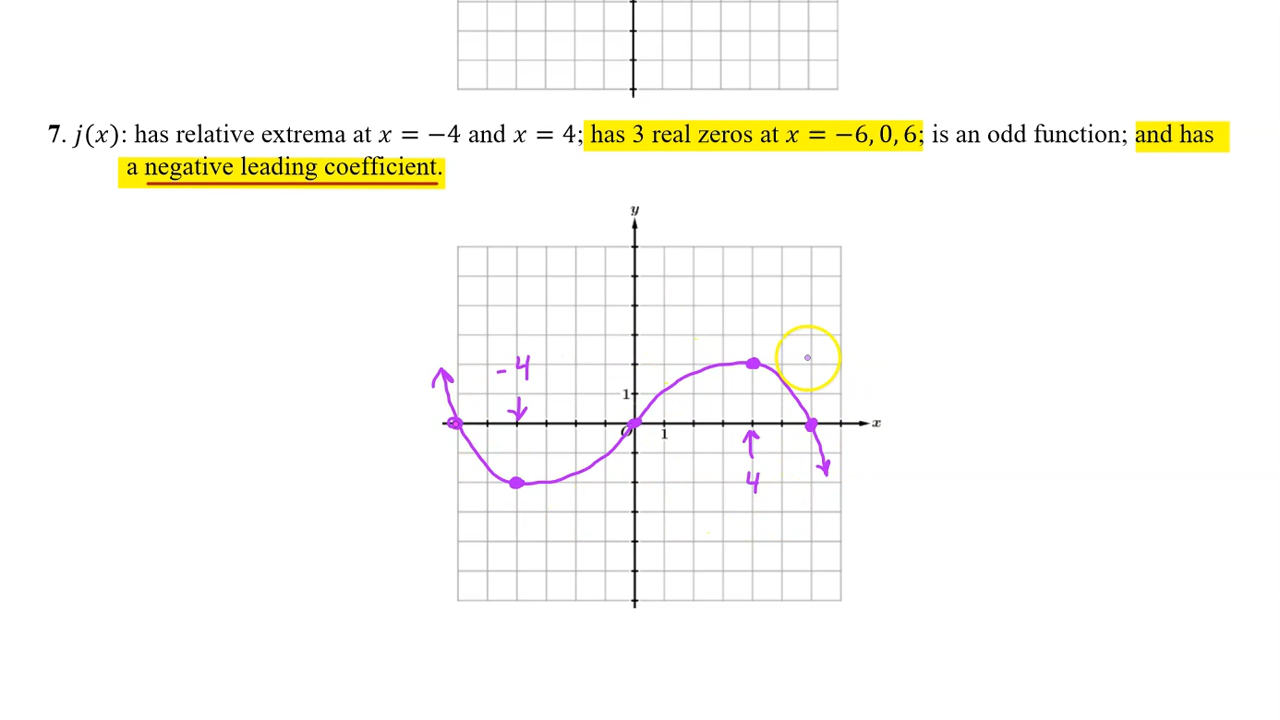 7. j(x): has relative extrema at x = −4 and x = 4; has 3 real zeros at x = −6, 0, 6; is an odd function; and has
a negative leading coefficient.
y
-4
1
O
1
x
4